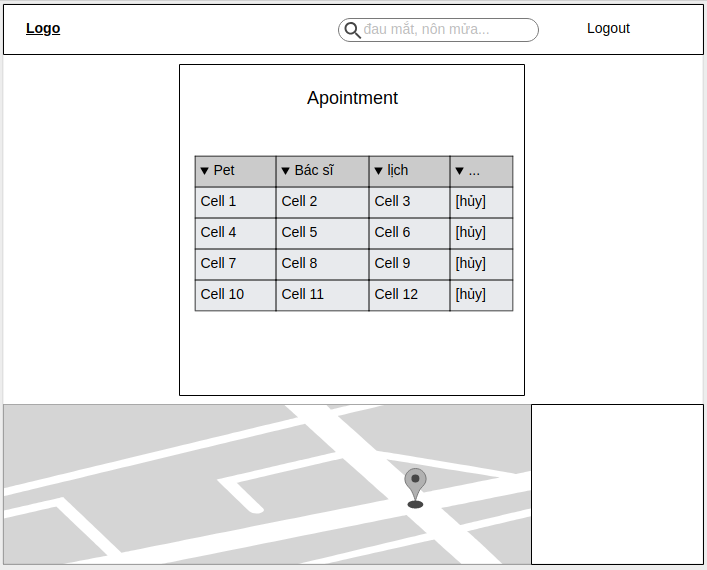 Logo
đau mắt, nôn mửa...
Logout
Apointment
Pet Bác sĩ lịch ...
Cell 1 Cell 2 Cell 3 [hủy]
Cell 4 Cell 5 Cell 6 [hủy]
Cell 7 Cell 8 Cell 9 [hủy]
Cell 10 Cell 11 Cell 12 [hủy]